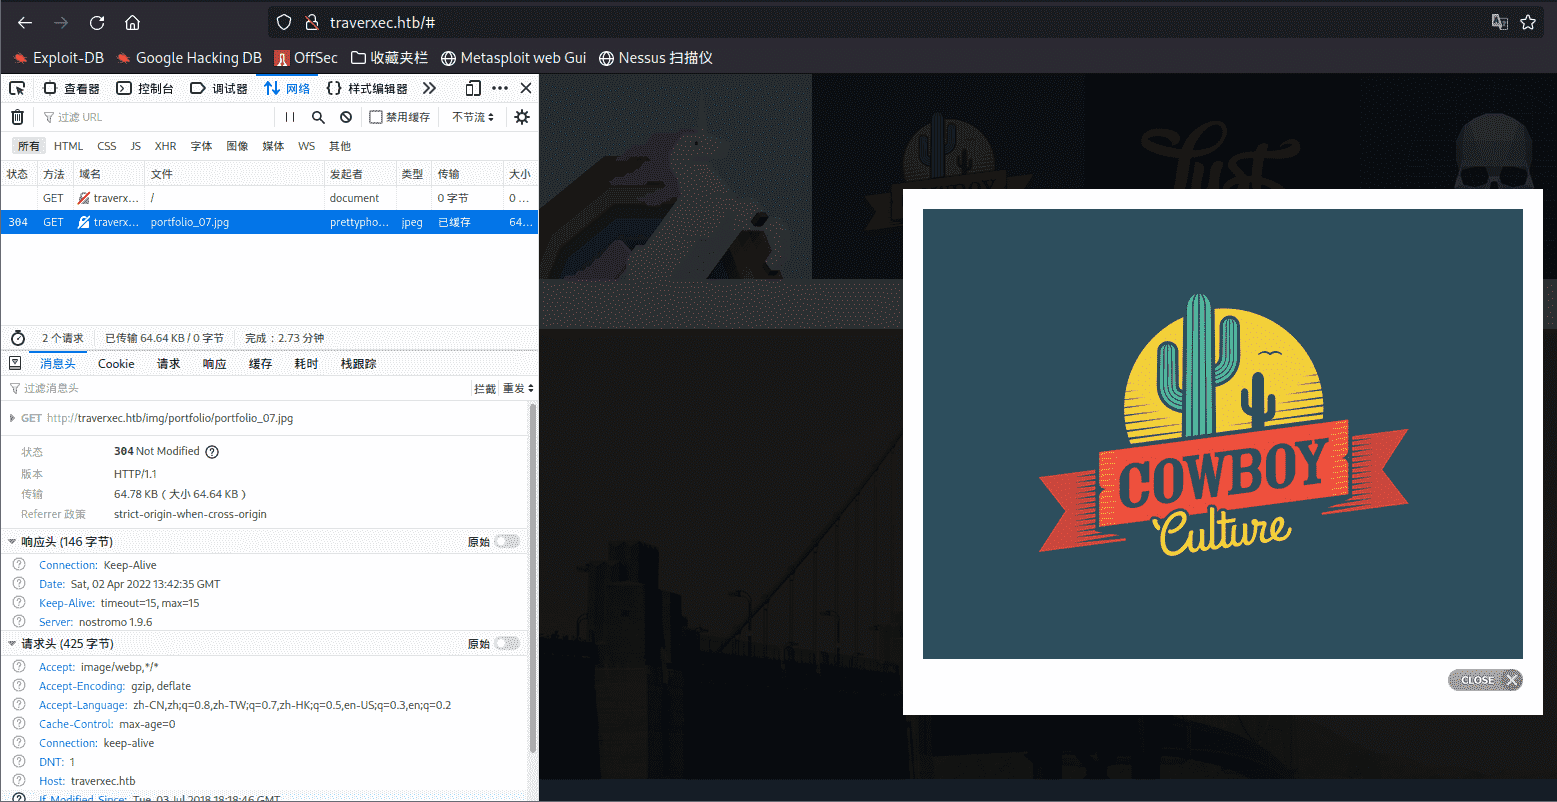 traverxec.htb/#
Exploit-DB Google Hacking DB OffSec 收藏夹栏 Metasploit web Gui Nessus 扫描仪
查看器 控制台 调试器 网络 样式编辑器
过滤 URL 禁用缓存 不节流
所有 HTML CSS JS XHR 字体 图像 媒体 WS 其他
状态 方法 域名 文件 发起者 类型 传输 大小
GET traverx... / document 0 字节 0 ...
304 GET traverx... portfolio_07.jpg prettypho... jpeg 已缓存 64...
2 个请求 已传输 64.64 KB / 0 字节 完成：2.73 分钟
消息头 Cookie 请求 响应 缓存 耗时 栈跟踪
过滤消息头 拦截 重发
GET http://traverxec.htb/img/portfolio/portfolio_07.jpg
状态 304 Not Modified
版本 HTTP/1.1
传输 64.78 KB（大小 64.64 KB）
Referrer 政策 strict-origin-when-cross-origin
响应头 (146 字节) 原始
Connection: Keep-Alive
Date: Sat, 02 Apr 2022 13:42:35 GMT
Keep-Alive: timeout=15, max=15
Server: nostromo 1.9.6
请求头 (425 字节) 原始
Accept: image/webp,*/*
Accept-Encoding: gzip, deflate
Accept-Language: zh-CN,zh;q=0.8,zh-TW;q=0.7,zh-HK;q=0.5,en-US;q=0.3,en;q=0.2
Cache-Control: max-age=0
Connection: keep-alive
DNT: 1
Host: traverxec.htb
If-Modified-Since: Tue, 03 Jul 2018 18:18:46 GMT
Just
COWBOY
Culture
CLOSE